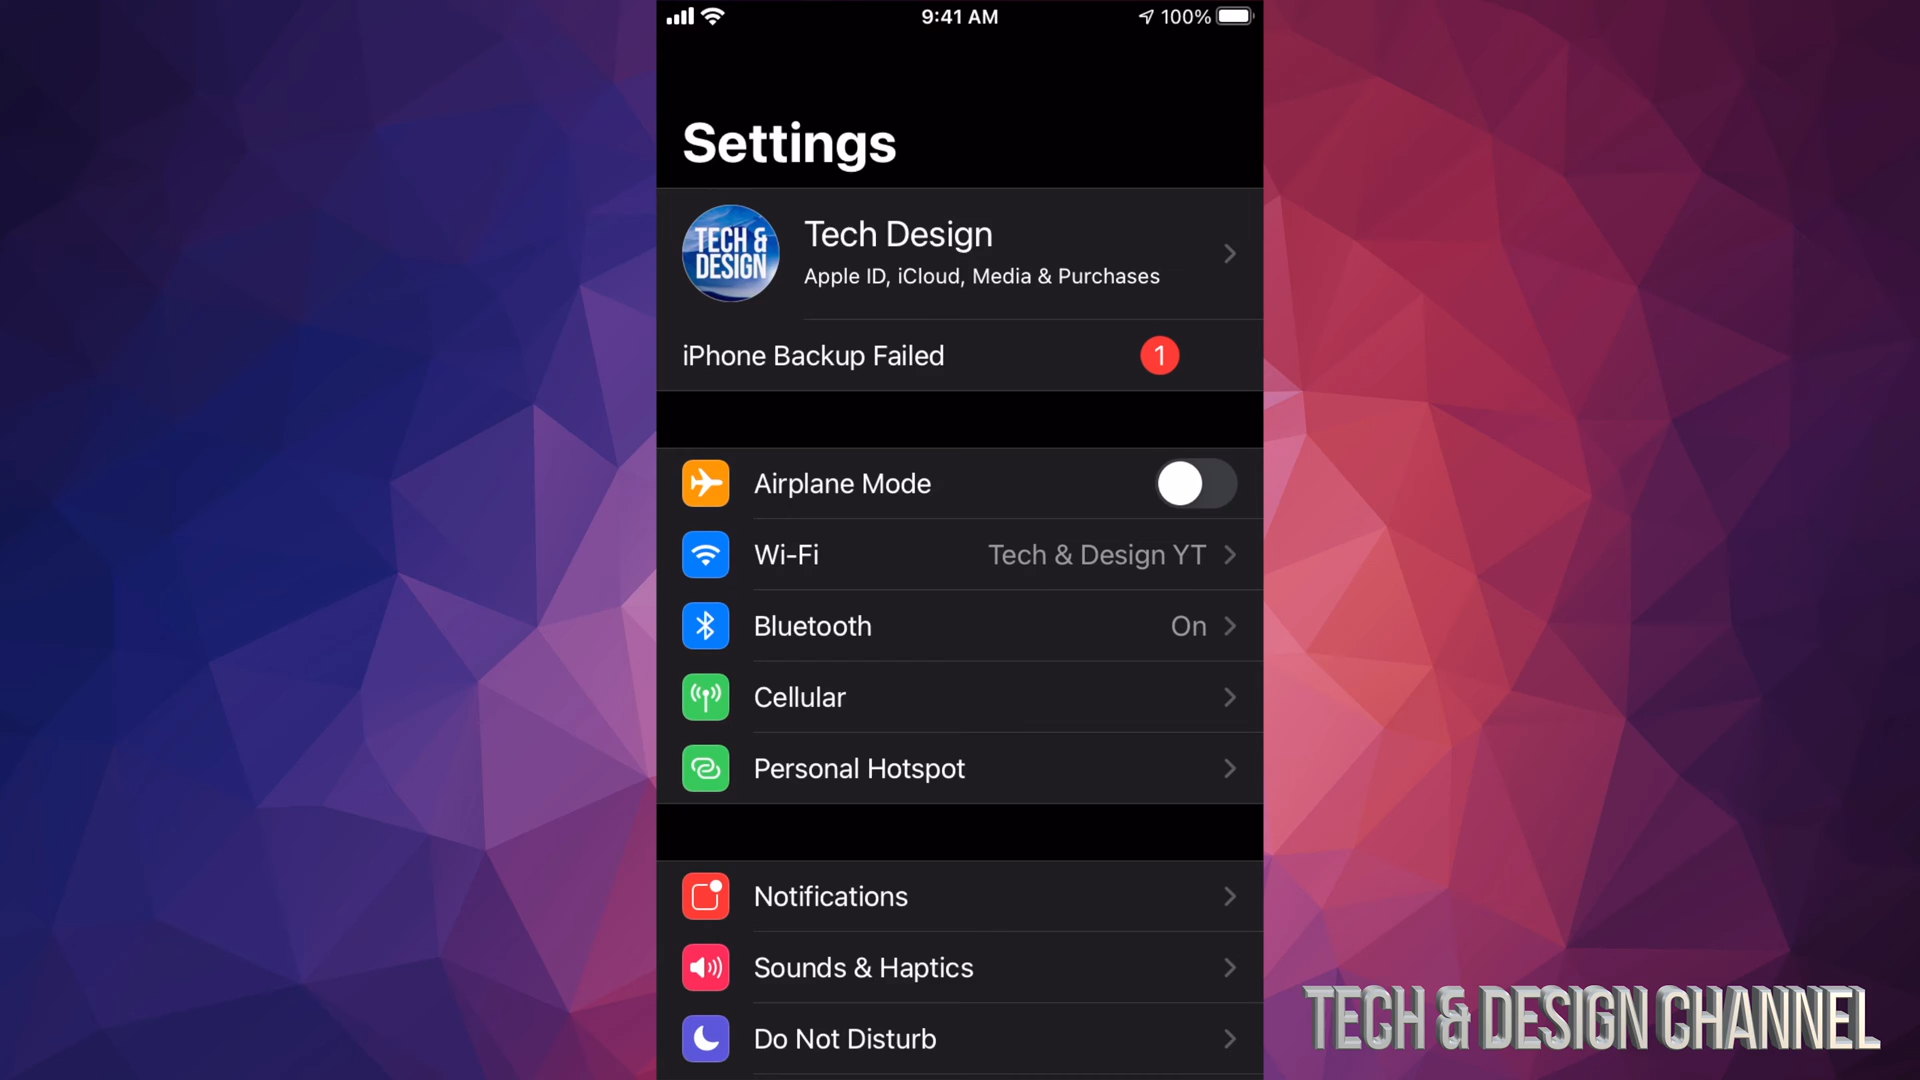 9:41 AM
100%
Settings
TECH &
DESIGN
Tech Design
Apple ID, iCloud, Media & Purchases
iPhone Backup Failed
1
Airplane Mode
Wi-Fi
Tech & Design YT
Bluetooth
On
Cellular
Personal Hotspot
Notifications
Sounds & Haptics
Do Not Disturb
TECH & DESIGN CHANNEL